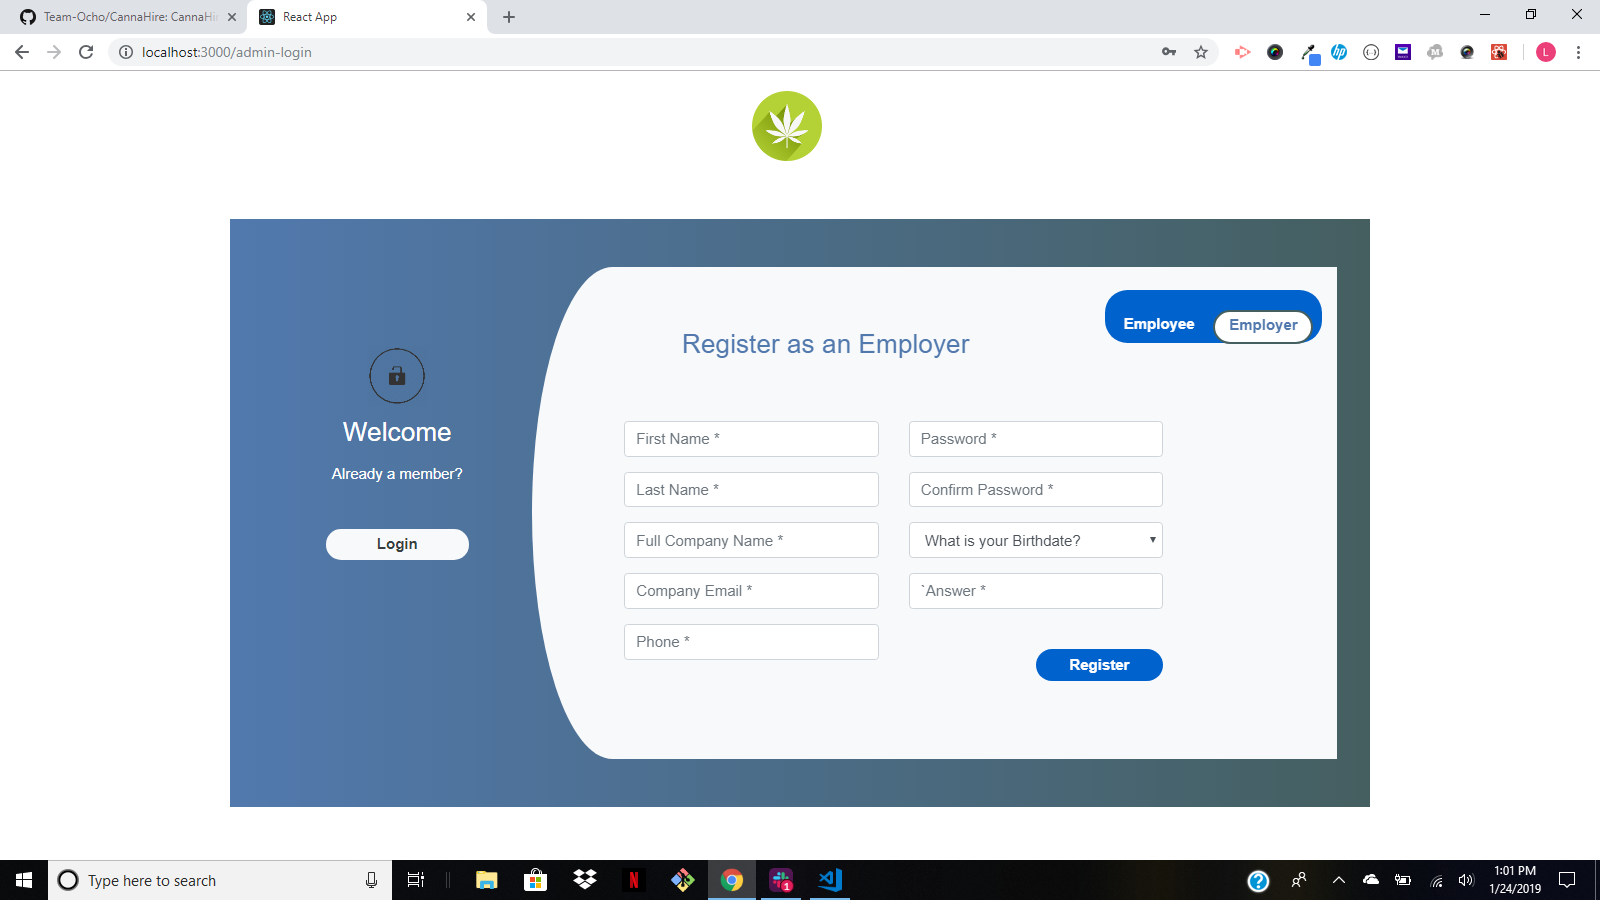 Team-Ocho/CannaHire: CannaHir
React App
localhost:3000/admin-login
L
Employee
Employer
Register as an Employer
Welcome
Already a member?
Login
First Name *
Password *
Last Name *
Confirm Password *
Full Company Name *
What is your Birthdate?
Company Email *
`Answer *
Phone *
Register
Type here to search
1
1:01 PM
1/24/2019